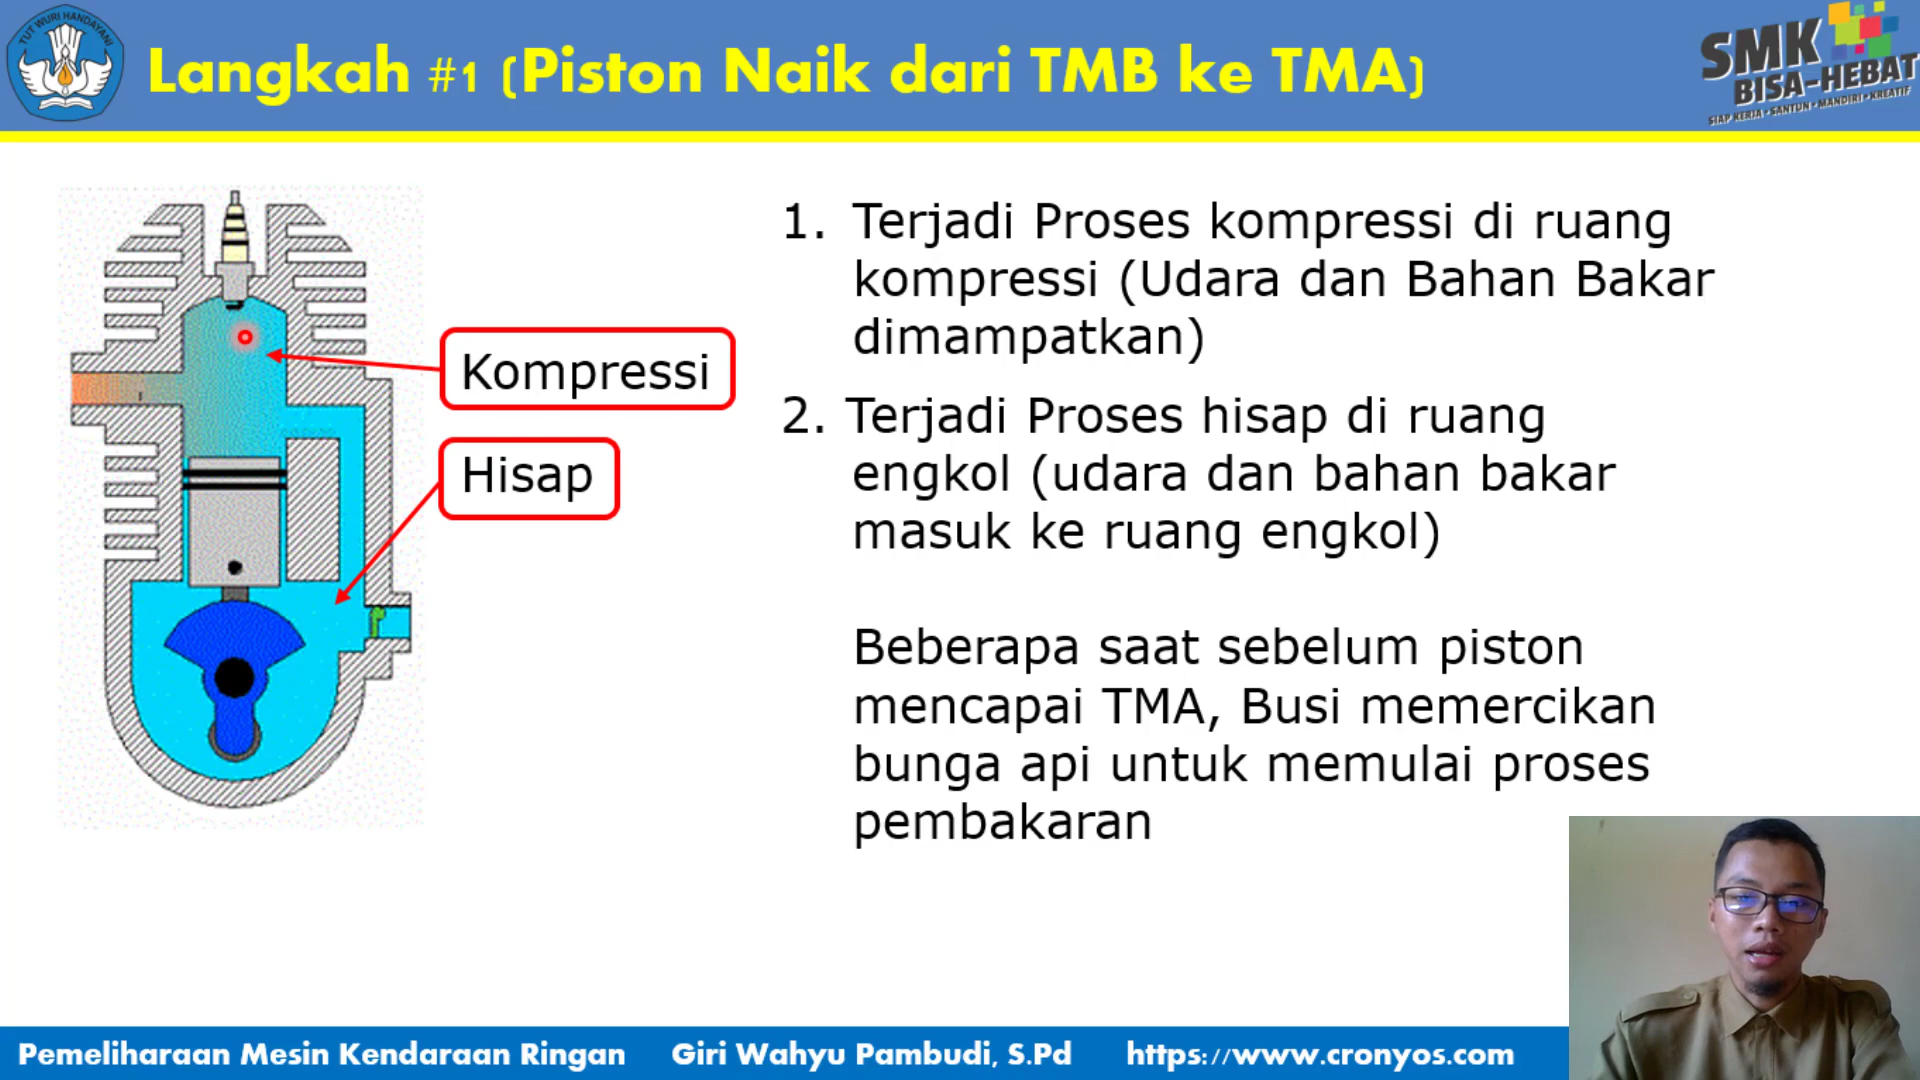 TUT WURI HANDAYANI
Langkah #1 (Piston Naik dari TMB ke TMA)
SMK
BISA-HEBAT
SIAP KERJA • SANTUN • MANDIRI • KREATIF
Kompressi
Hisap
1. Terjadi Proses kompressi di ruang
kompressi (Udara dan Bahan Bakar
dimampatkan)
2. Terjadi Proses hisap di ruang
engkol (udara dan bahan bakar
masuk ke ruang engkol)
Beberapa saat sebelum piston
mencapai TMA, Busi memercikan
bunga api untuk memulai proses
pembakaran
Pemeliharaan Mesin Kendaraan Ringan Giri Wahyu Pambudi, S.Pd https://www.cronyos.com